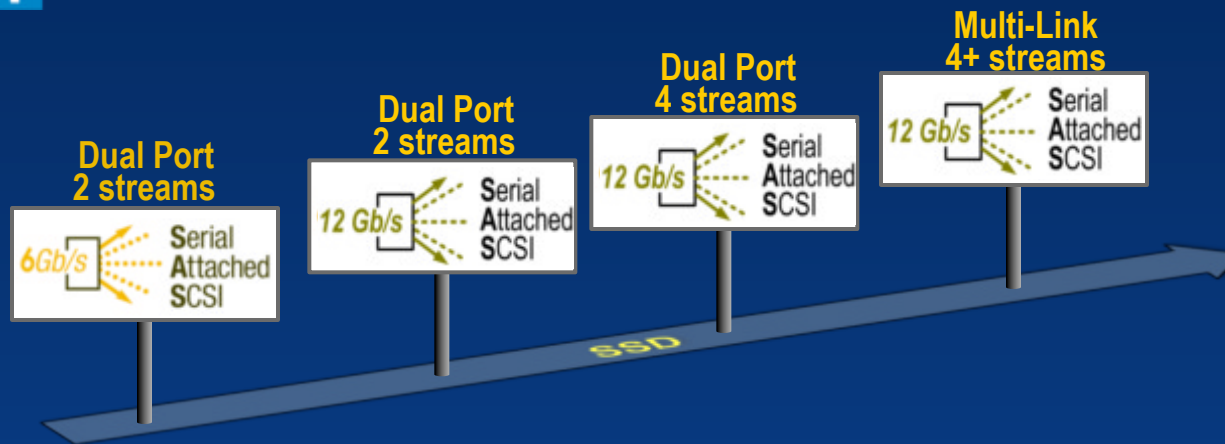 Dual Port
2 streams
6Gb/s
Serial
Attached
SCSI
Dual Port
2 streams
12 Gb/s
Serial
Attached
SCSI
Dual Port
4 streams
12 Gb/s
Serial
Attached
SCSI
Multi-Link
4+ streams
12 Gb/s
Serial
Attached
SCSI
SSD